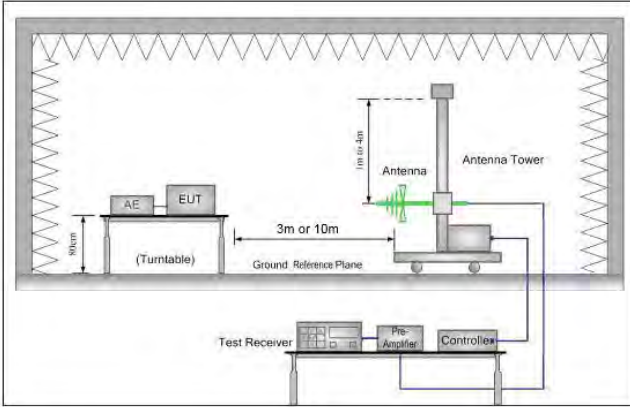 1m to 4m
Antenna
Antenna Tower
AE
EUT
3m or 10m
80cm
(Turntable)
Ground Reference Plane
Test Receiver
Pre-
Amplifier
Controller